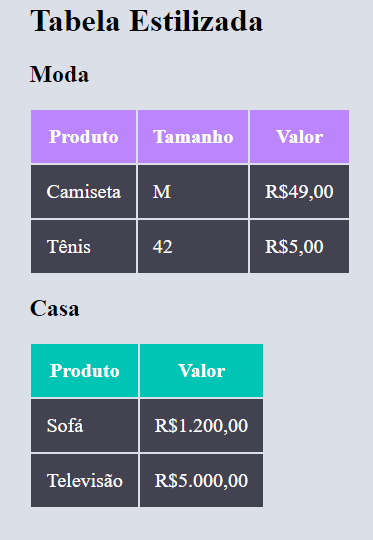 Tabela Estilizada
Moda
Produto Tamanho Valor
Camiseta M R$49,00
Tênis 42 R$5,00
Casa
Produto Valor
Sofá R$1.200,00
Televisão R$5.000,00